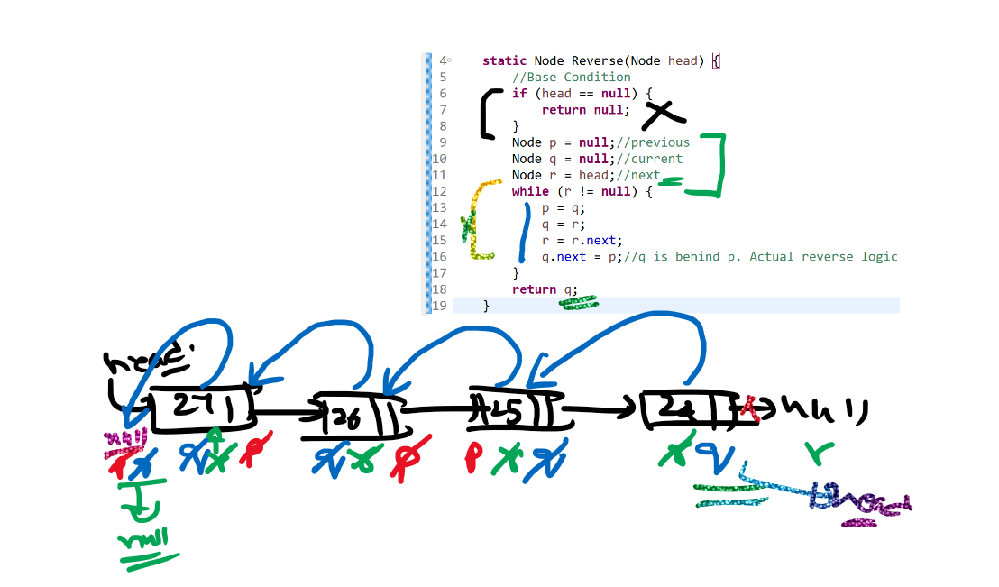 4 static Node Reverse(Node head) {
5 //Base Condition
6 if (head == null) {
7 return null;
8 }
9 Node p = null;//previous
10 Node q = null;//current
11 Node r = head;//next
12 while (r != null) {
13 p = q;
14 q = r;
15 r = r.next;
16 q.next = p;//q is behind p. Actual reverse logic
17 }
18 return q;
19 }
head
27 26 25 24 null
null
p q q r p q r p p r q r q r
head
null